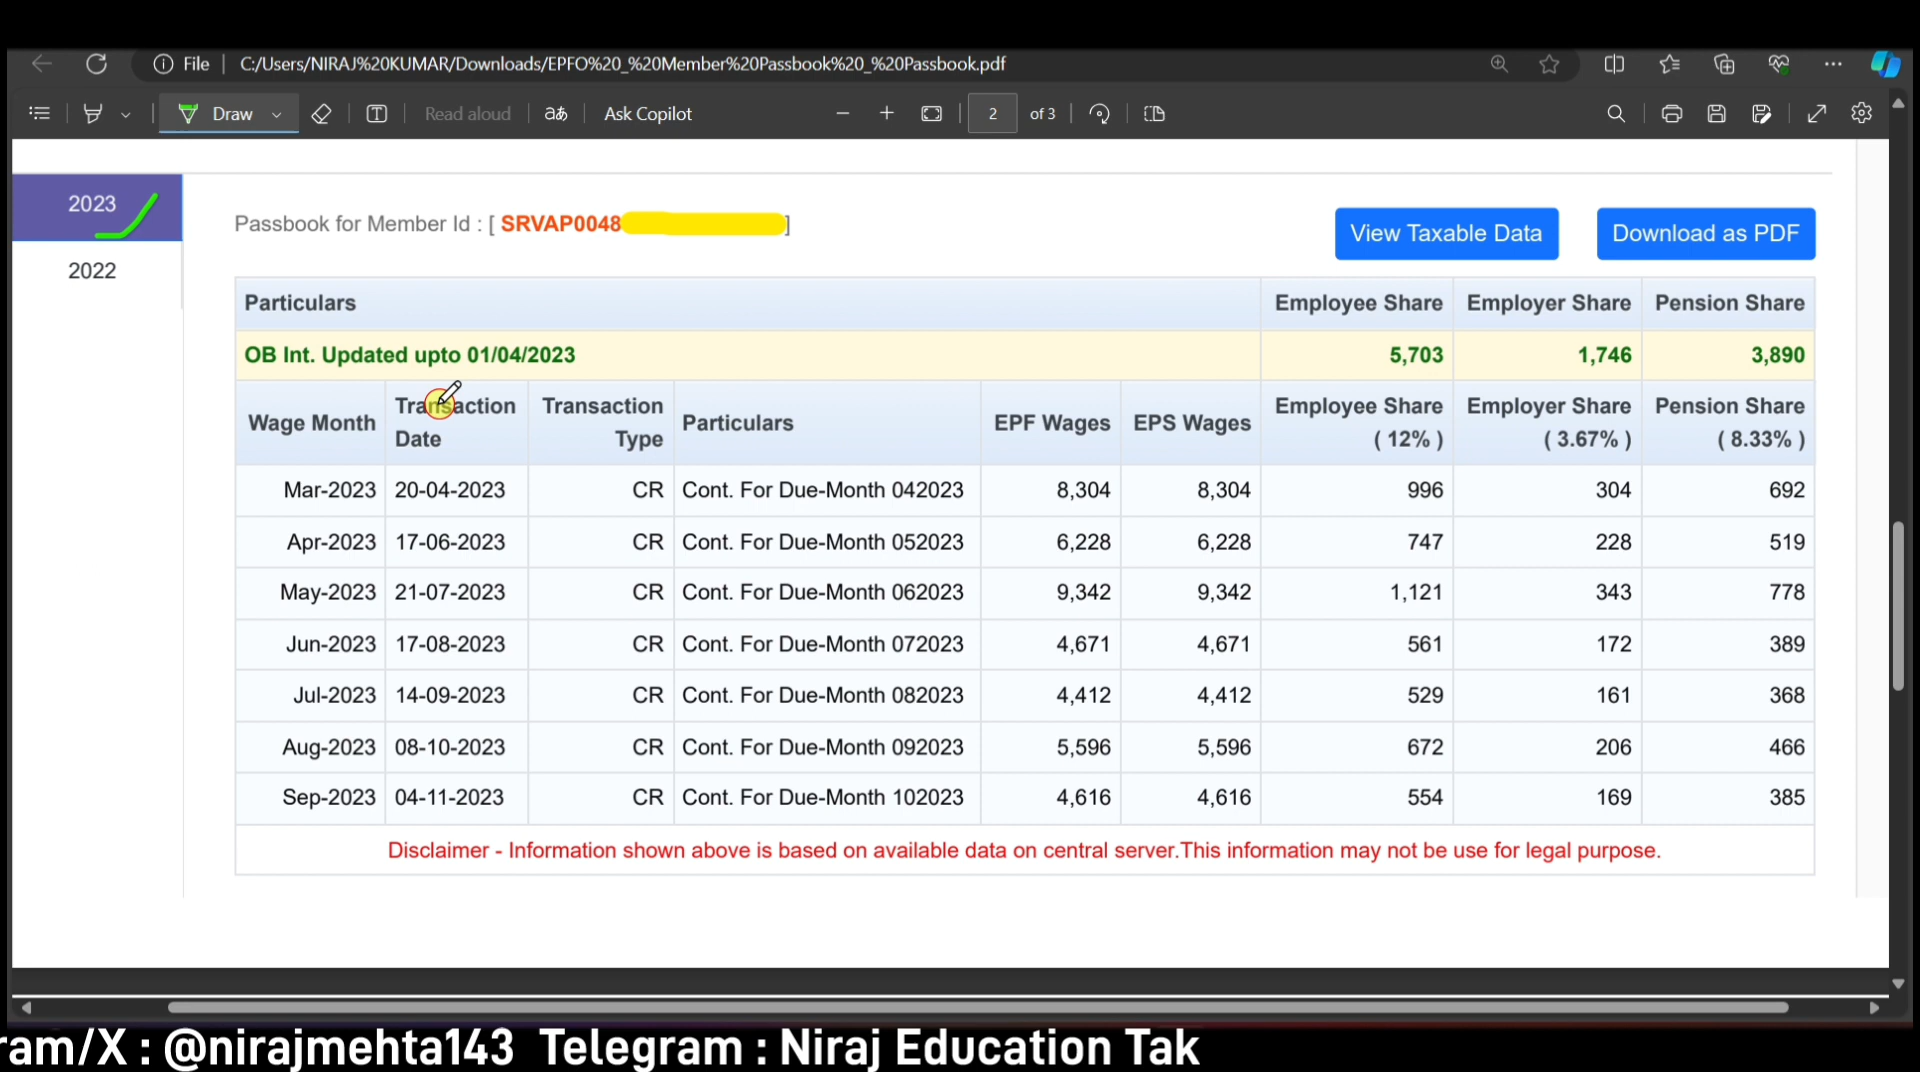 File C:/Users/NIRAJ%20KUMAR/Downloads/EPFO%20_%20Member%20Passbook%20_%20Passbook.pdf
Draw Read aloud aあ Ask Copilot 2 of 3
2023
2022
Passbook for Member Id : [ SRVAP0048 ]
View Taxable Data Download as PDF
Particulars Employee Share Employer Share Pension Share
OB Int. Updated upto 01/04/2023 5,703 1,746 3,890
Wage Month Transaction Date Transaction Type Particulars EPF Wages EPS Wages Employee Share ( 12% ) Employer Share ( 3.67% ) Pension Share ( 8.33% )
Mar-2023 20-04-2023 CR Cont. For Due-Month 042023 8,304 8,304 996 304 692
Apr-2023 17-06-2023 CR Cont. For Due-Month 052023 6,228 6,228 747 228 519
May-2023 21-07-2023 CR Cont. For Due-Month 062023 9,342 9,342 1,121 343 778
Jun-2023 17-08-2023 CR Cont. For Due-Month 072023 4,671 4,671 561 172 389
Jul-2023 14-09-2023 CR Cont. For Due-Month 082023 4,412 4,412 529 161 368
Aug-2023 08-10-2023 CR Cont. For Due-Month 092023 5,596 5,596 672 206 466
Sep-2023 04-11-2023 CR Cont. For Due-Month 102023 4,616 4,616 554 169 385
Disclaimer - Information shown above is based on available data on central server.This information may not be use for legal purpose.
ram/X : @nirajmehta143 Telegram : Niraj Education Tak